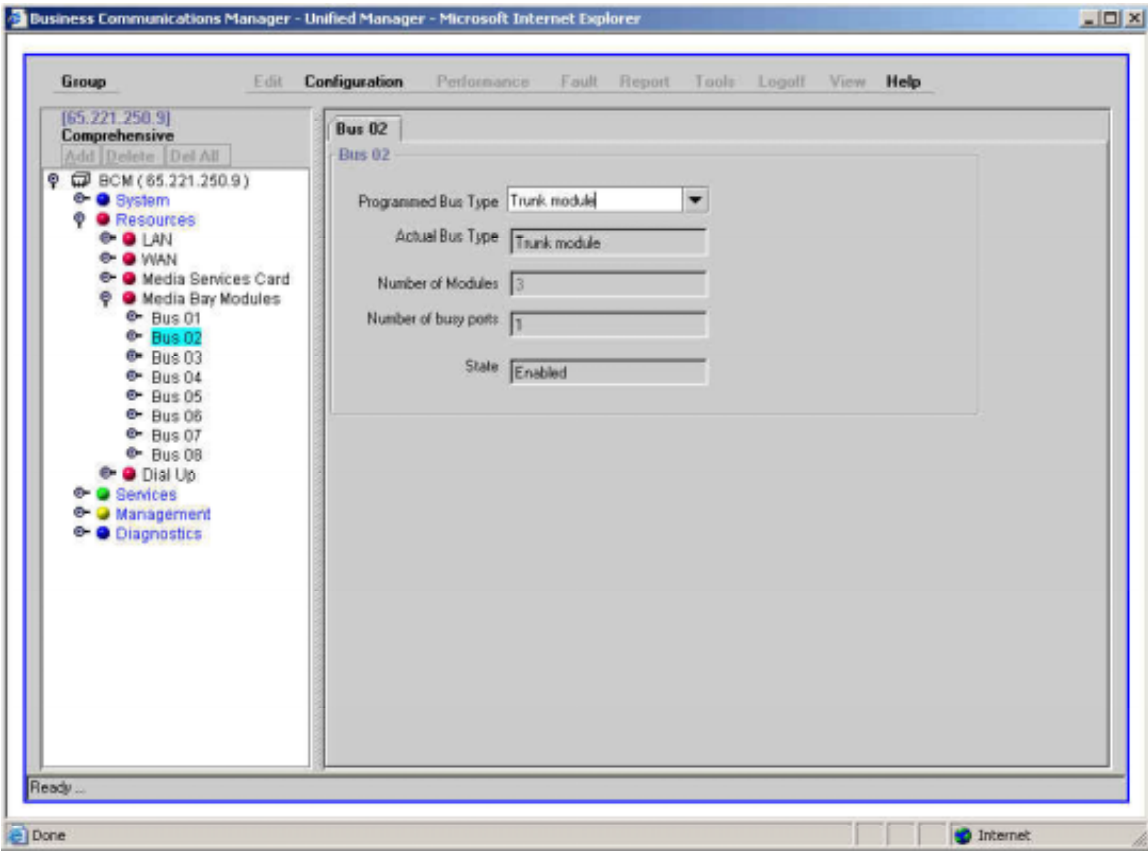 Business Communications Manager - Unified Manager - Microsoft Internet Explorer
Group Edit Configuration Performance Fault Report Tools Logoff View Help
[65.221.250.9]
Comprehensive
Add Delete Del All
BCM ( 65.221.250.9 )
System
Resources
LAN
WAN
Media Services Card
Media Bay Modules
Bus 01
Bus 02
Bus 03
Bus 04
Bus 05
Bus 06
Bus 07
Bus 08
Dial Up
Services
Management
Diagnostics
Bus 02
Bus 02
Programmed Bus Type Trunk module
Actual Bus Type Trunk module
Number of Modules 3
Number of busy ports 1
State Enabled
Ready ...
Done Internet